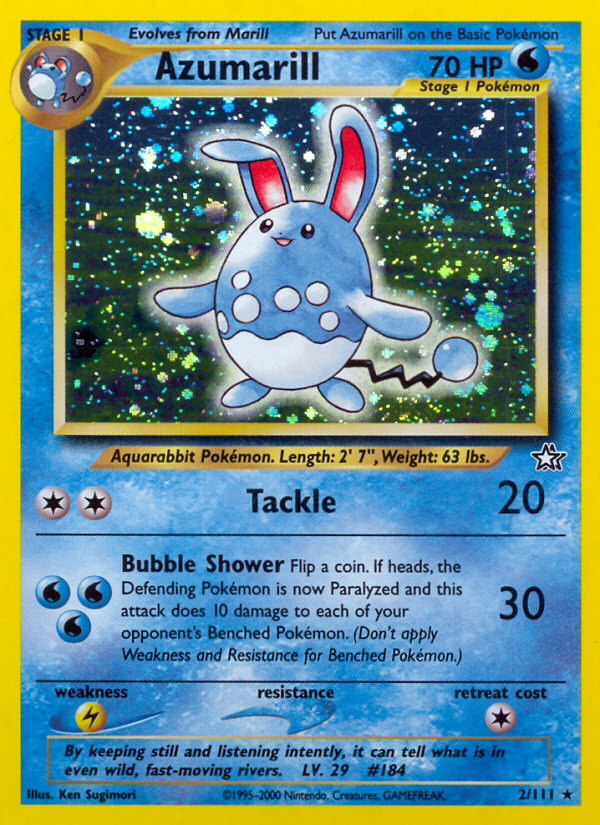 STAGE 1
Evolves from Marill
Put Azumarill on the Basic Pokémon
Azumarill
70 HP
Stage 1 Pokémon
Aquarabbit Pokémon. Length: 2' 7", Weight: 63 lbs.
Tackle
20
Bubble Shower Flip a coin. If heads, the
Defending Pokémon is now Paralyzed and this
attack does 10 damage to each of your
opponent's Benched Pokémon. (Don't apply
Weakness and Resistance for Benched Pokémon.)
30
weakness
resistance
retreat cost
By keeping still and listening intently, it can tell what is in
even wild, fast-moving rivers. LV. 29 #184
Illus. Ken Sugimori
©1995–2000 Nintendo, Creatures, GAMEFREAK.
2/111 ★